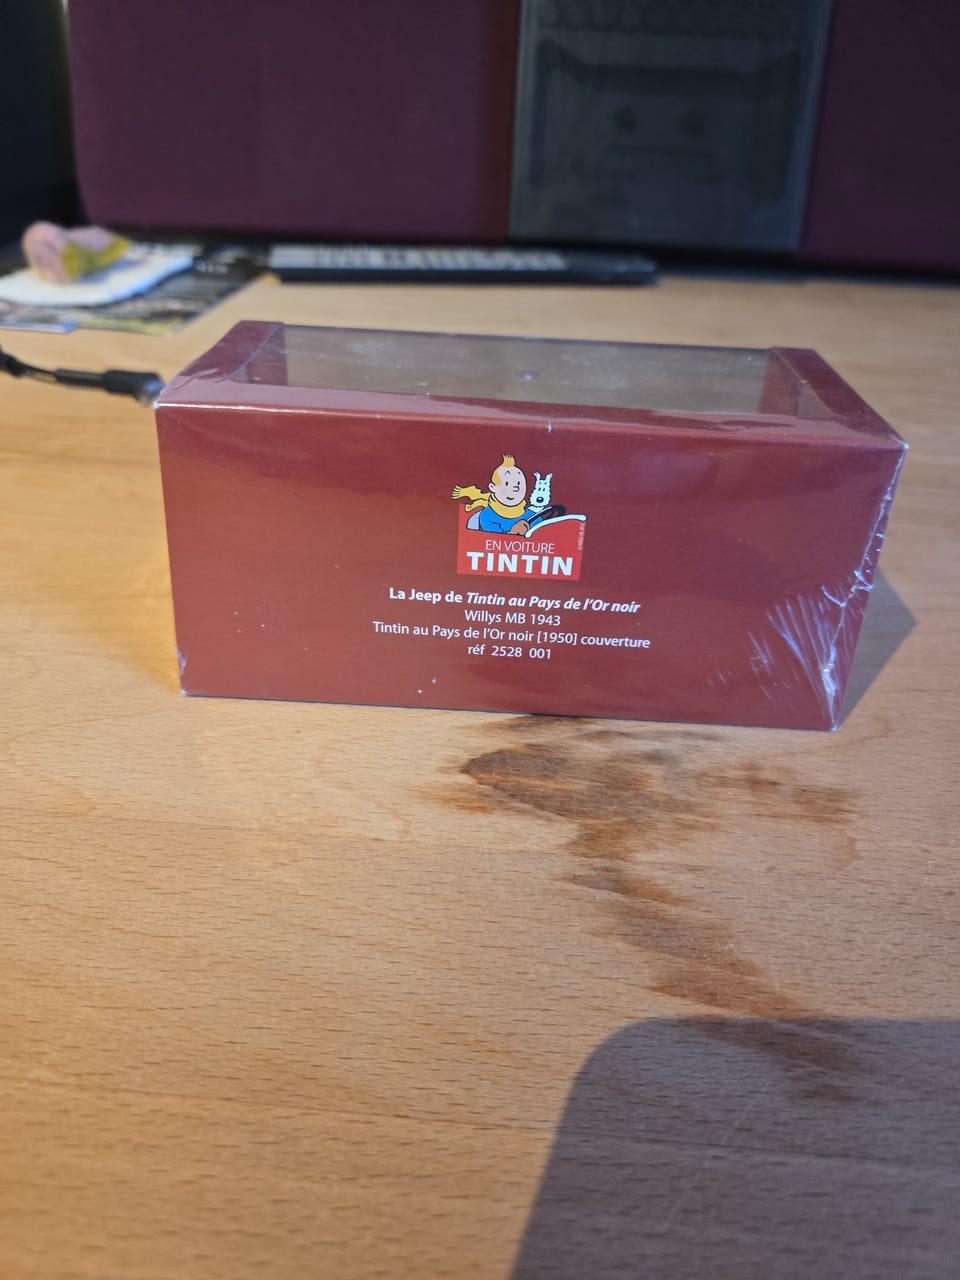 EN VOITURE
TINTIN
La Jeep de Tintin au Pays de l'Or noir
Willys MB 1943
Tintin au Pays de l'Or noir [1950] couverture
réf 2528 001